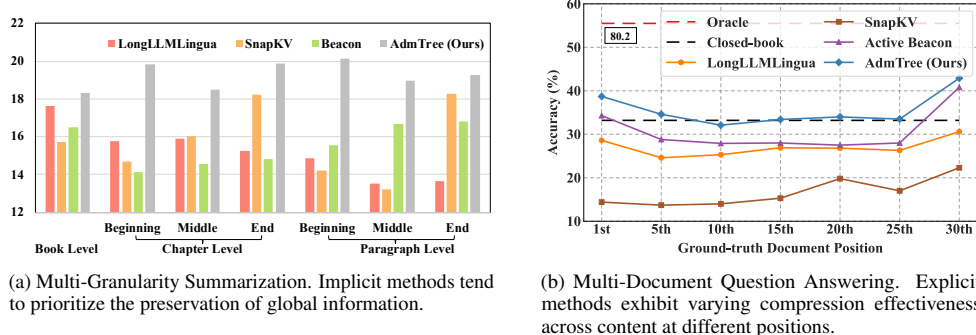 22
20
18
16
14
12
LongLLMLingua SnapKV Beacon AdmTree (Ours)
Beginning Middle End Beginning Middle End
Book Level Chapter Level Paragraph Level
(a) Multi-Granularity Summarization. Implicit methods tend
to prioritize the preservation of global information.
60
50
40
30
20
10
Accuracy (%)
80.2
Oracle
Closed-book
LongLLMLingua
SnapKV
Active Beacon
AdmTree (Ours)
1st 5th 10th 15th 20th 25th 30th
Ground-truth Document Position
(b) Multi-Document Question Answering. Explici
methods exhibit varying compression effectiveness
across content at different positions.